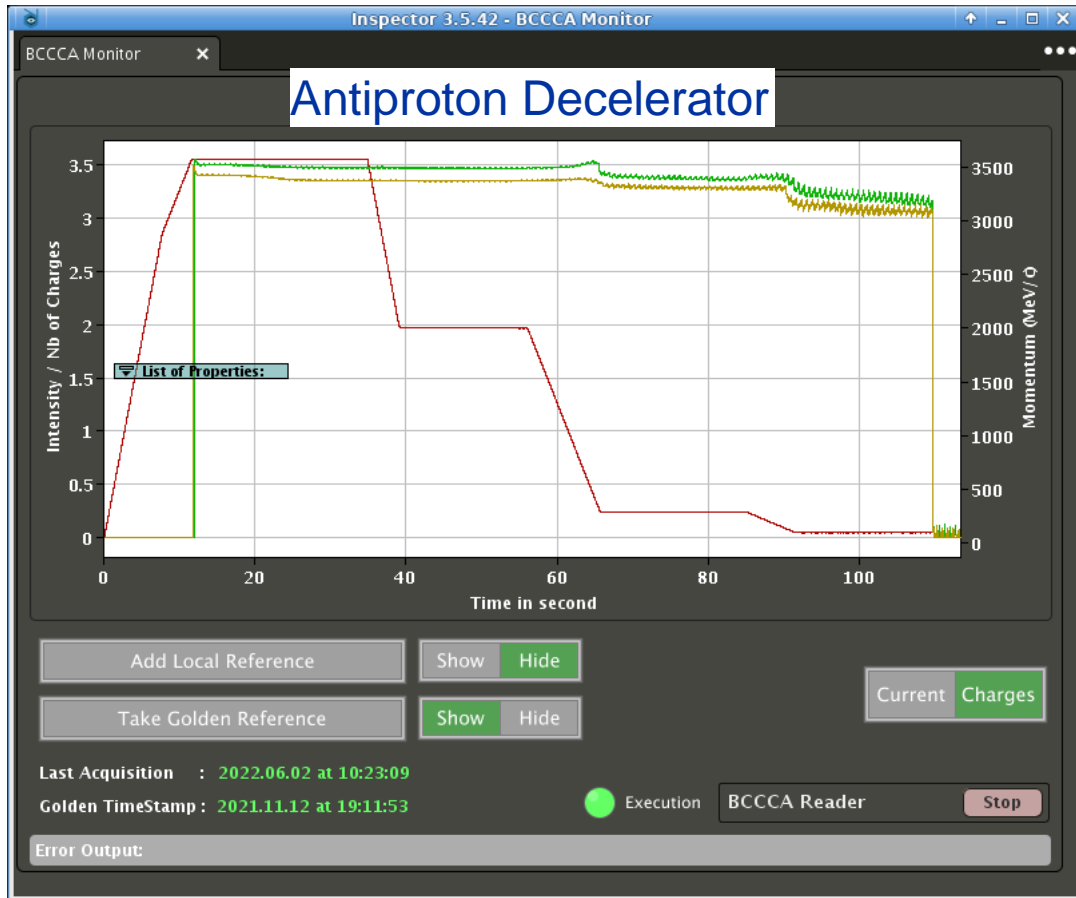 Inspector 3.5.42 - BCCCA Monitor
BCCCA Monitor
Antiproton Decelerator
Intensity / Nb of Charges
3.5
3
2.5
2
1.5
1
0.5
0
List of Properties:
3500
3000
2500
2000
1500
1000
500
0
Momentum (MeV/c)
0 20 40 60 80 100
Time in second
Add Local Reference Show Hide
Take Golden Reference Show Hide
Current Charges
Last Acquisition : 2022.06.02 at 10:23:09
Golden TimeStamp : 2021.11.12 at 19:11:53
Execution BCCCA Reader Stop
Error Output: